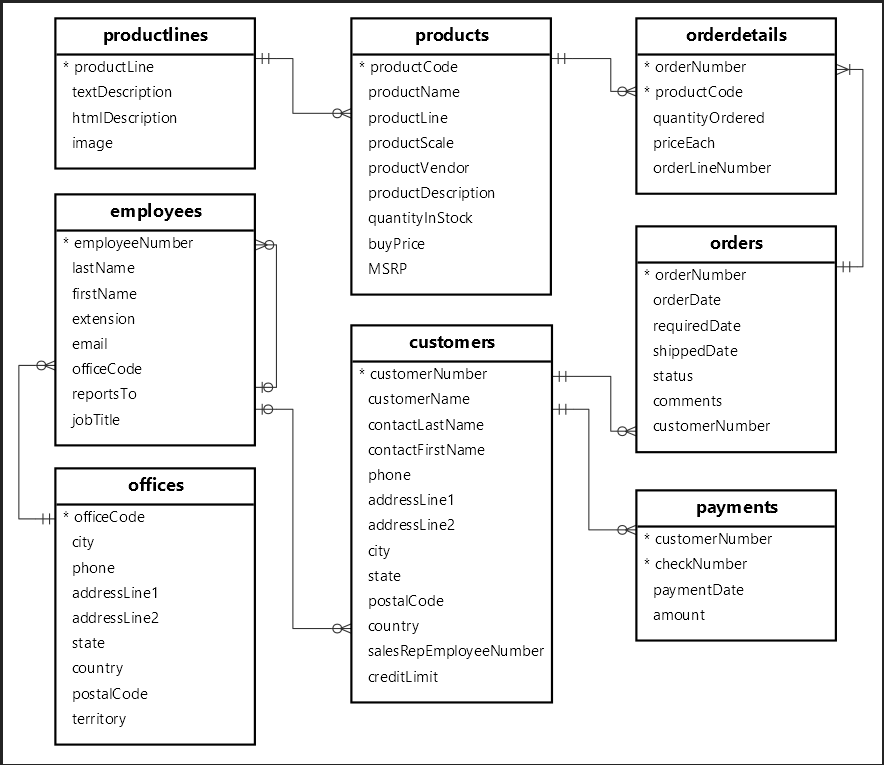 productlines
* productLine
textDescription
htmlDescription
image
products
* productCode
productName
productLine
productScale
productVendor
productDescription
quantityInStock
buyPrice
MSRP
orderdetails
* orderNumber
* productCode
quantityOrdered
priceEach
orderLineNumber
employees
* employeeNumber
lastName
firstName
extension
email
officeCode
reportsTo
jobTitle
customers
* customerNumber
customerName
contactLastName
contactFirstName
phone
addressLine1
addressLine2
city
state
postalCode
country
salesRepEmployeeNumber
creditLimit
orders
* orderNumber
orderDate
requiredDate
shippedDate
status
comments
customerNumber
offices
* officeCode
city
phone
addressLine1
addressLine2
state
country
postalCode
territory
payments
* customerNumber
* checkNumber
paymentDate
amount